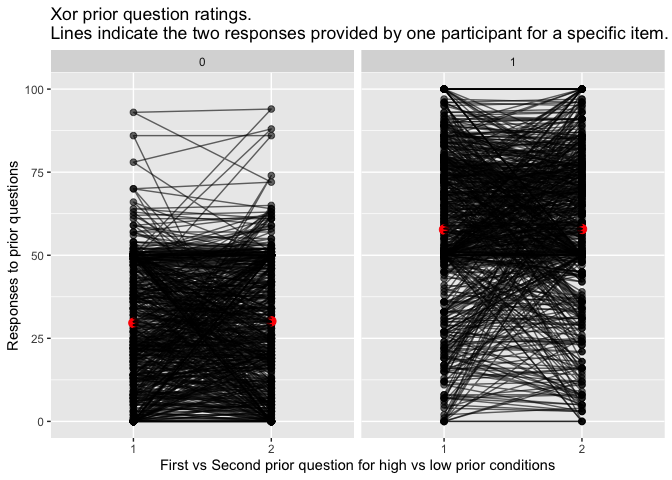 Xor prior question ratings.
Lines indicate the two responses provided by one participant for a specific item.
0
1
100
75
50
25
0
Responses to prior questions
1
2
1
2
First vs Second prior question for high vs low prior conditions